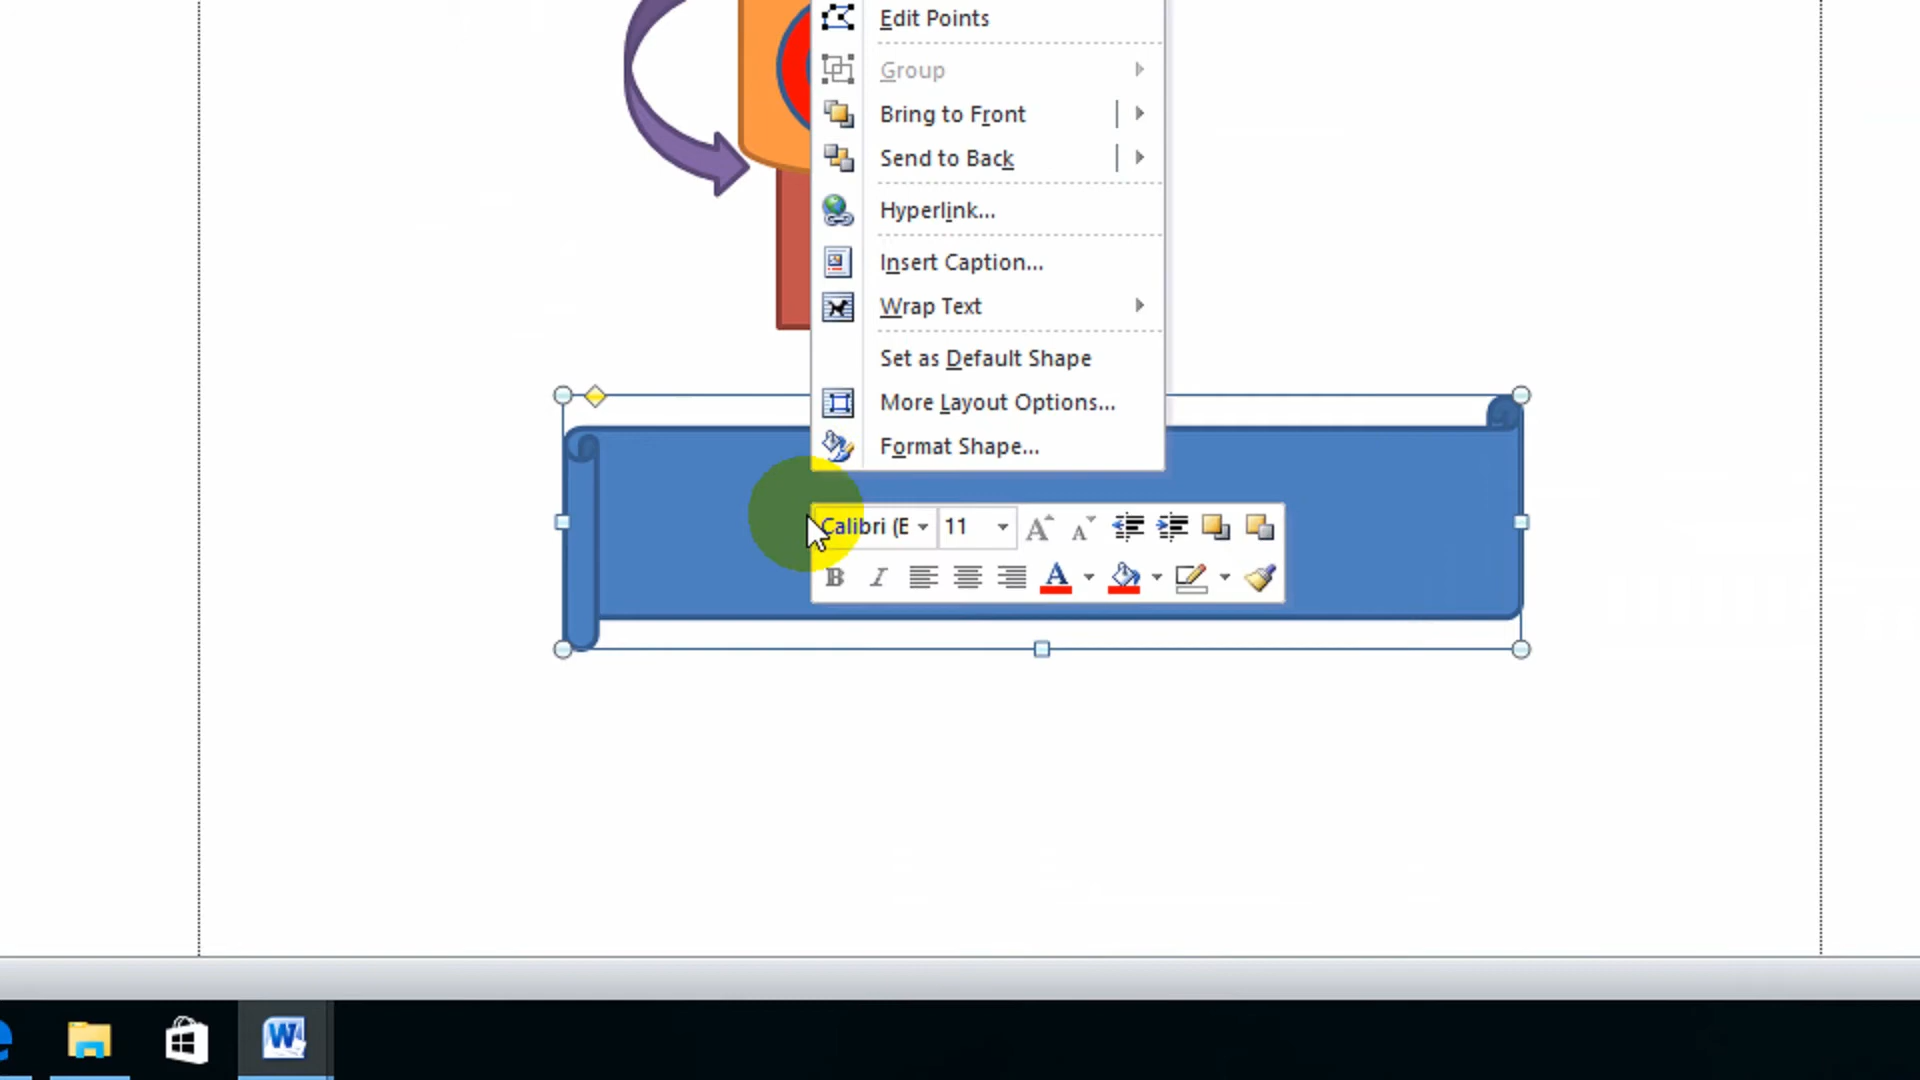 Edit Points
Group
Bring to Front
Send to Back
Hyperlink...
Insert Caption...
Wrap Text
Set as Default Shape
More Layout Options...
Format Shape...
Calibri (E 11 A A
B I A
W